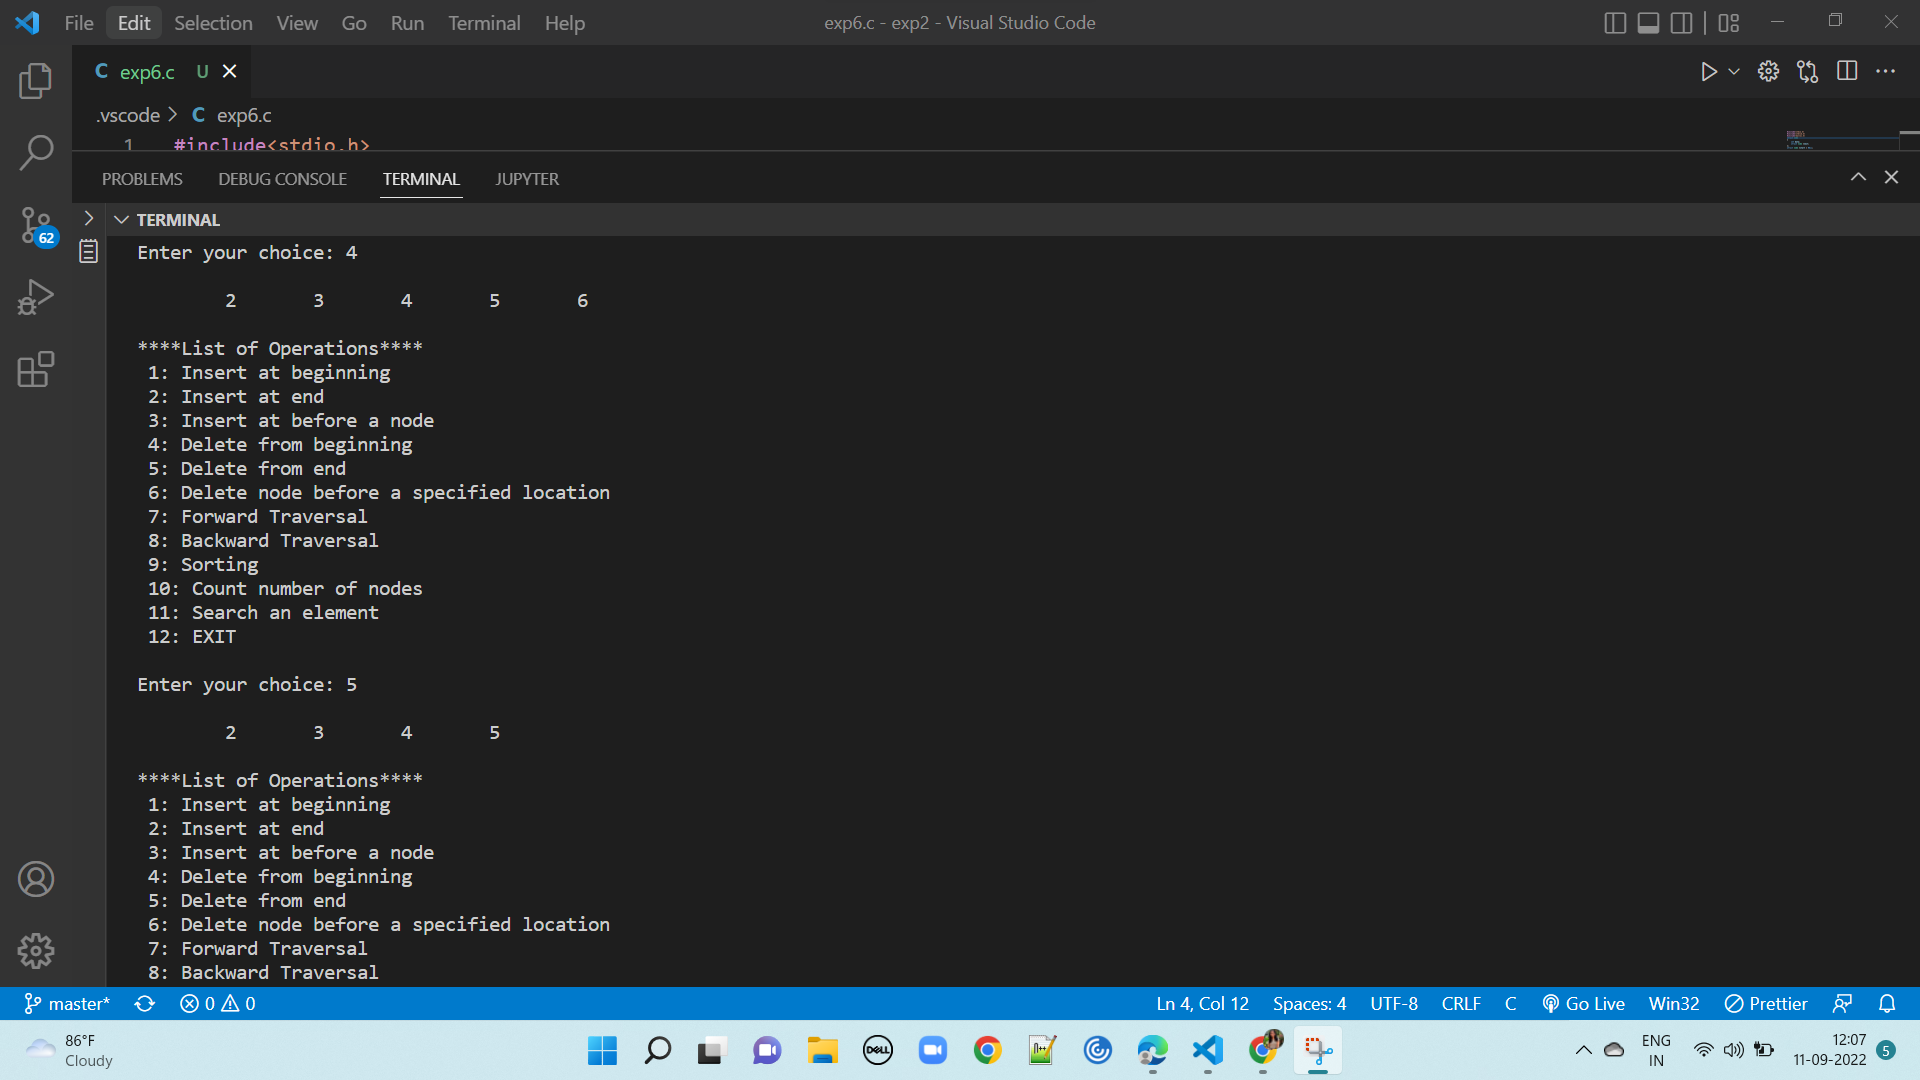 File Edit Selection View Go Run Terminal Help exp6.c - exp2 - Visual Studio Code
C exp6.c U
.vscode > C exp6.c
1 #include<stdio.h>
PROBLEMS DEBUG CONSOLE TERMINAL JUPYTER
TERMINAL
62
Enter your choice: 4
2 3 4 5 6
****List of Operations****
1: Insert at beginning
2: Insert at end
3: Insert at before a node
4: Delete from beginning
5: Delete from end
6: Delete node before a specified location
7: Forward Traversal
8: Backward Traversal
9: Sorting
10: Count number of nodes
11: Search an element
12: EXIT
Enter your choice: 5
2 3 4 5
****List of Operations****
1: Insert at beginning
2: Insert at end
3: Insert at before a node
4: Delete from beginning
5: Delete from end
6: Delete node before a specified location
7: Forward Traversal
8: Backward Traversal
master* 0 0 Ln 4, Col 12 Spaces: 4 UTF-8 CRLF C Go Live Win32 Prettier
86°F
Cloudy
DELL
ENG
IN
12:07
11-09-2022
5